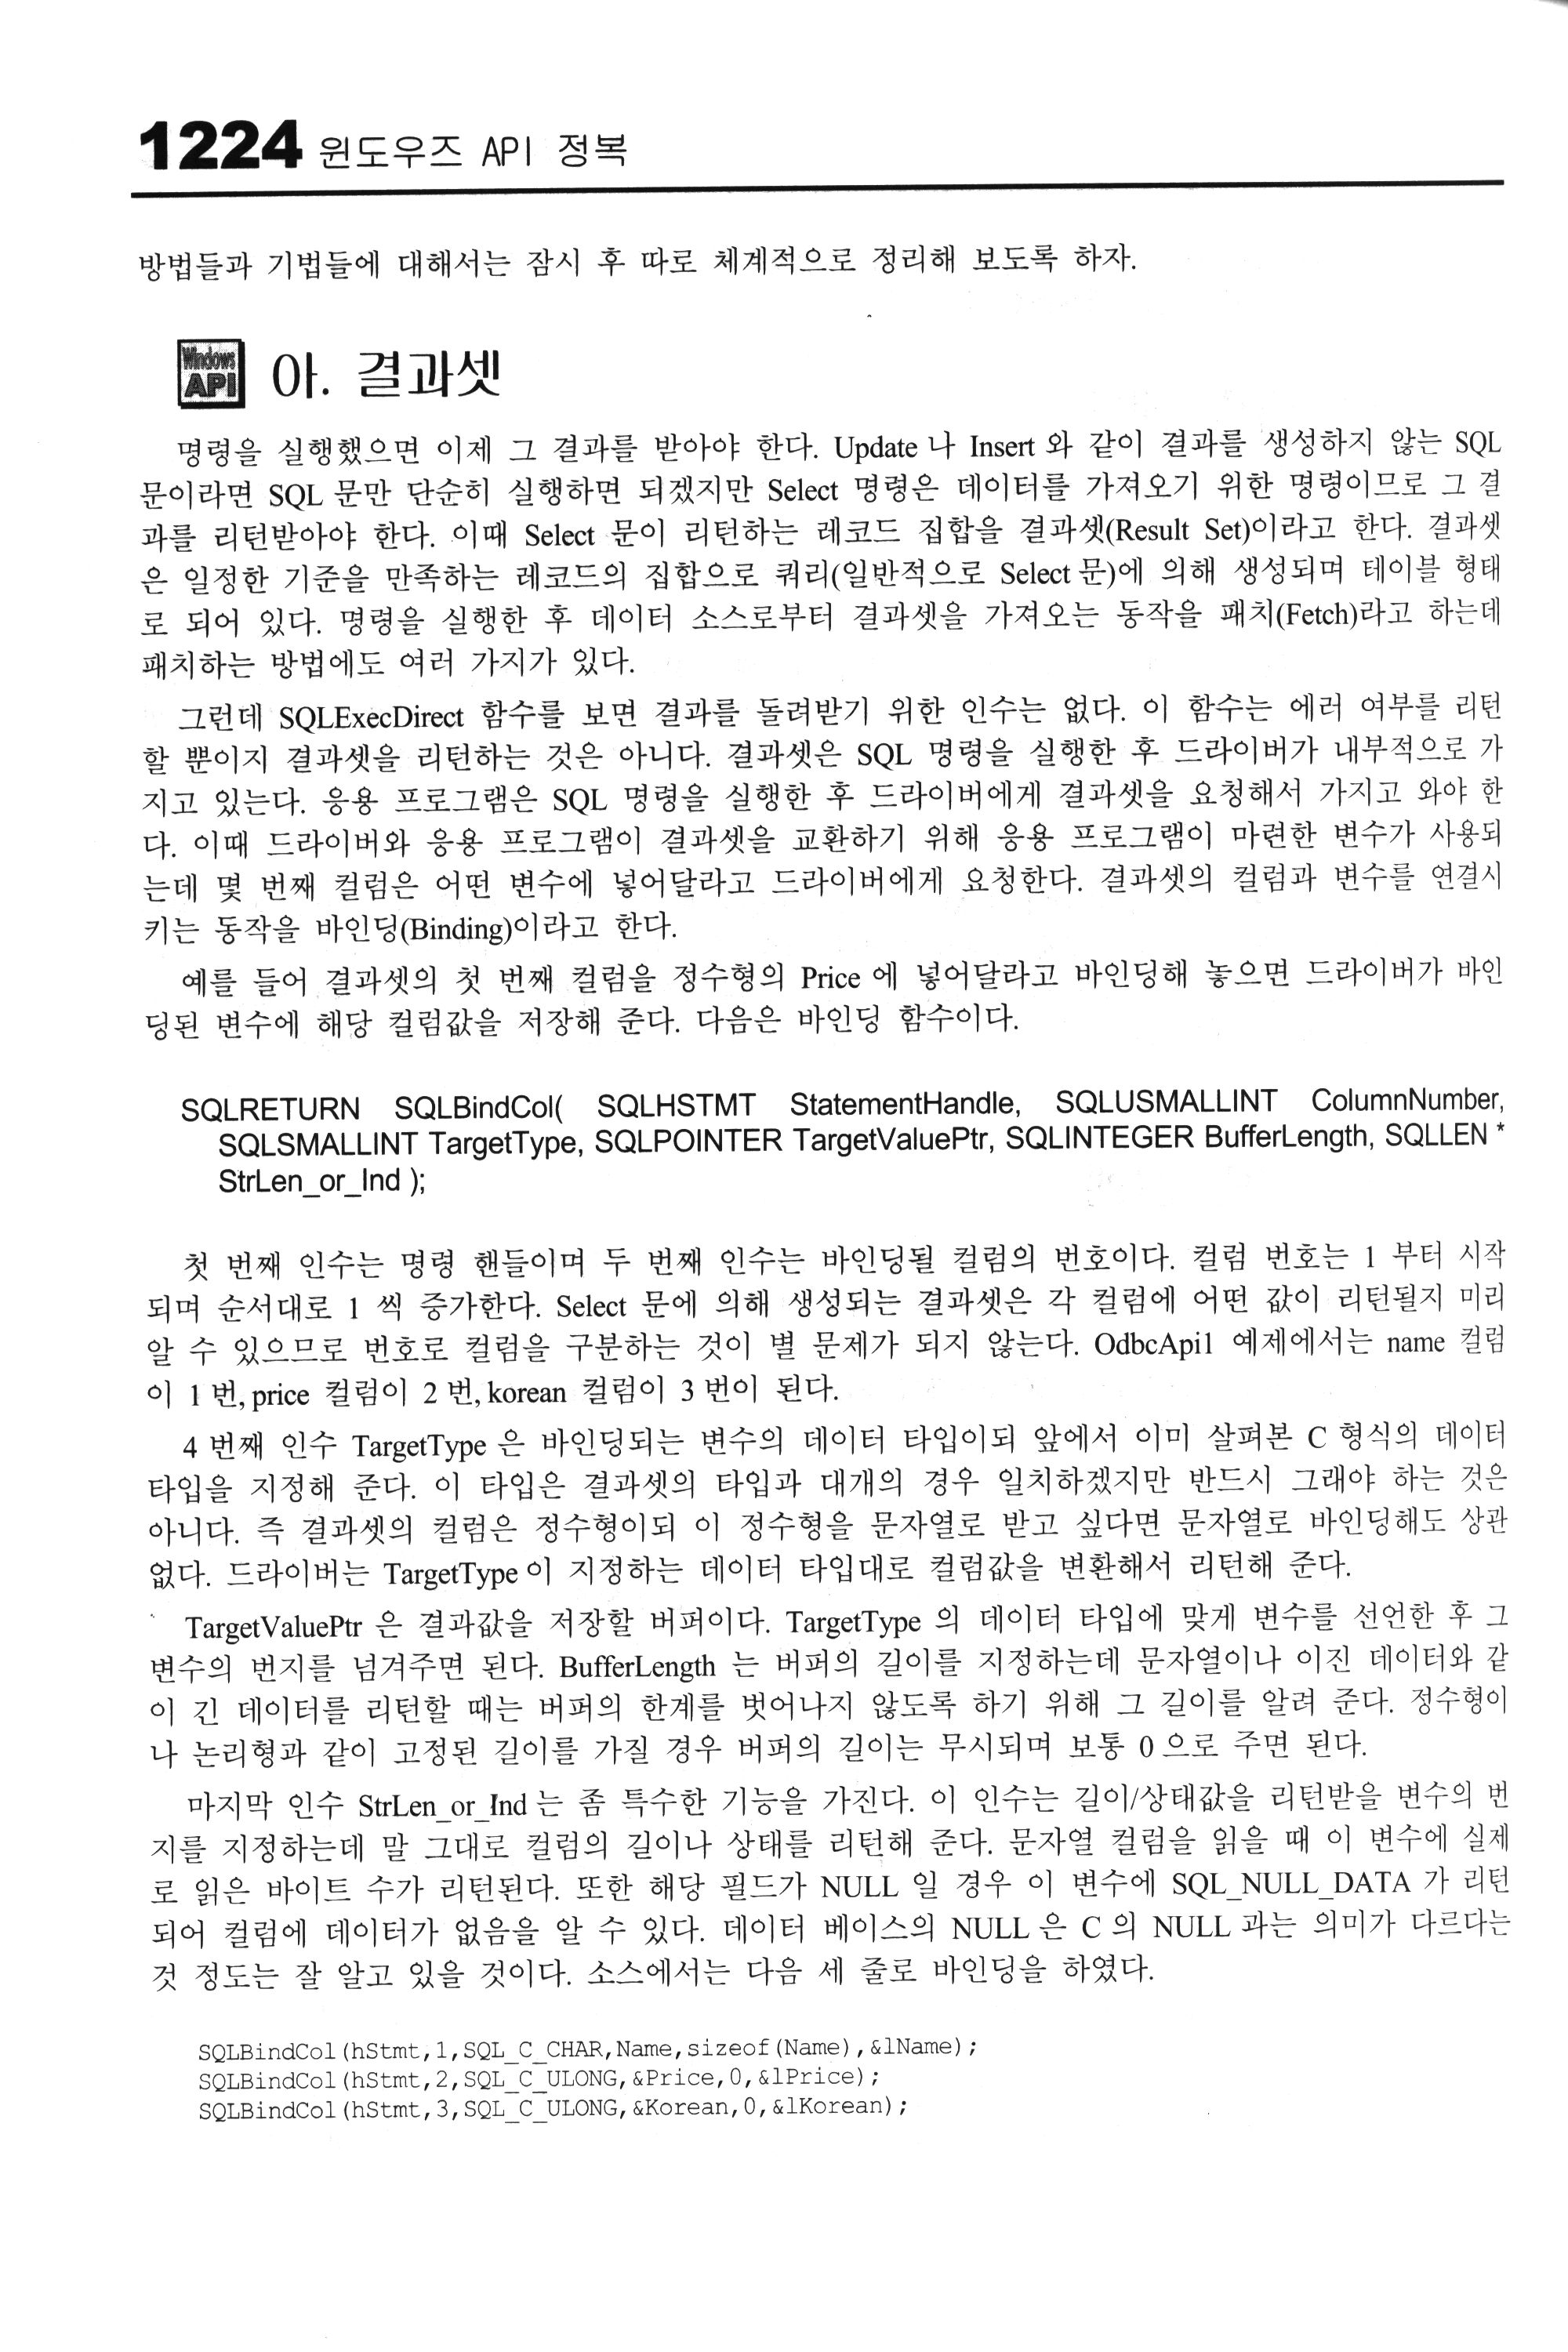 1224 윈도우즈 API 정복
방법들과 기법들에 대해서는 잠시 후 따로 체계적으로 정리해 보도록 하자.
Windows
API
아. 결과셋
명령을 실행했으면 이제 그 결과를 받아야 한다. Update 나 Insert 와 같이 결과를 생성하지 않는 SQL
문이라면 SQL 문만 단순히 실행하면 되겠지만 Select 명령은 데이터를 가져오기 위한 명령이므로 그 결
과를 리턴받아야 한다. 이때 Select 문이 리턴하는 레코드 집합을 결과셋(Result Set)이라고 한다. 결과셋
은 일정한 기준을 만족하는 레코드의 집합으로 쿼리(일반적으로 Select 문)에 의해 생성되며 테이블 형태
로 되어 있다. 명령을 실행한 후 데이터 소스로부터 결과셋을 가져오는 동작을 패치(Fetch)라고 하는데
패치하는 방법에도 여러 가지가 있다.
그런데 SQLExecDirect 함수를 보면 결과를 돌려받기 위한 인수는 없다. 이 함수는 에러 여부를 리턴
할 뿐이지 결과셋을 리턴하는 것은 아니다. 결과셋은 SQL 명령을 실행한 후 드라이버가 내부적으로 가
지고 있는다. 응용 프로그램은 SQL 명령을 실행한 후 드라이버에게 결과셋을 요청해서 가지고 와야 한
다. 이때 드라이버와 응용 프로그램이 결과셋을 교환하기 위해 응용 프로그램이 마련한 변수가 사용되
는데 몇 번째 컬럼은 어떤 변수에 넣어달라고 드라이버에게 요청한다. 결과셋의 컬럼과 변수를 연결시
키는 동작을 바인딩(Binding)이라고 한다.
예를 들어 결과셋의 첫 번째 컬럼을 정수형의 Price 에 넣어달라고 바인딩해 놓으면 드라이버가 바인
딩된 변수에 해당 컬럼값을 저장해 준다. 다음은 바인딩 함수이다.
SQLRETURN SQLBindCol( SQLHSTMT StatementHandle, SQLUSMALLINT ColumnNumber,
SQLSMALLINT TargetType, SQLPOINTER TargetValuePtr, SQLINTEGER BufferLength, SQLLEN *
StrLen_or_Ind );
첫 번째 인수는 명령 핸들이며 두 번째 인수는 바인딩될 컬럼의 번호이다. 컬럼 번호는 1 부터 시작
되며 순서대로 1 씩 증가한다. Select 문에 의해 생성되는 결과셋은 각 컬럼에 어떤 값이 리턴될지 미리
알 수 있으므로 번호로 컬럼을 구분하는 것이 별 문제가 되지 않는다. OdbcApi1 예제에서는 name 컬럼
이 1 번, price 컬럼이 2 번, korean 컬럼이 3 번이 된다.
4 번째 인수 TargetType 은 바인딩되는 변수의 데이터 타입이되 앞에서 이미 살펴본 C 형식의 데이터
타입을 지정해 준다. 이 타입은 결과셋의 타입과 대개의 경우 일치하겠지만 반드시 그래야 하는 것은
아니다. 즉 결과셋의 컬럼은 정수형이되 이 정수형을 문자열로 받고 싶다면 문자열로 바인딩해도 상관
없다. 드라이버는 TargetType 이 지정하는 데이터 타입대로 컬럼값을 변환해서 리턴해 준다.
TargetValuePtr 은 결과값을 저장할 버퍼이다. TargetType 의 데이터 타입에 맞게 변수를 선언한 후 그
변수의 번지를 넘겨주면 된다. BufferLength 는 버퍼의 길이를 지정하는데 문자열이나 이진 데이터와 같
이 긴 데이터를 리턴할 때는 버퍼의 한계를 벗어나지 않도록 하기 위해 그 길이를 알려 준다. 정수형이
나 논리형과 같이 고정된 길이를 가질 경우 버퍼의 길이는 무시되며 보통 0 으로 주면 된다.
마지막 인수 StrLen_or_Ind 는 좀 특수한 기능을 가진다. 이 인수는 길이/상태값을 리턴받을 변수의 번
지를 지정하는데 말 그대로 컬럼의 길이나 상태를 리턴해 준다. 문자열 컬럼을 읽을 때 이 변수에 실제
로 읽은 바이트 수가 리턴된다. 또한 해당 필드가 NULL 일 경우 이 변수에 SQL_NULL_DATA 가 리턴
되어 컬럼에 데이터가 없음을 알 수 있다. 데이터 베이스의 NULL 은 C 의 NULL 과는 의미가 다르다는
것 정도는 잘 알고 있을 것이다. 소스에서는 다음 세 줄로 바인딩을 하였다.
SQLBindCol(hStmt,1,SQL_C_CHAR,Name,sizeof(Name),&lName);
SQLBindCol(hStmt,2,SQL_C_ULONG,&Price,0,&lPrice);
SQLBindCol(hStmt,3,SQL_C_ULONG,&Korean,0,&lKorean);